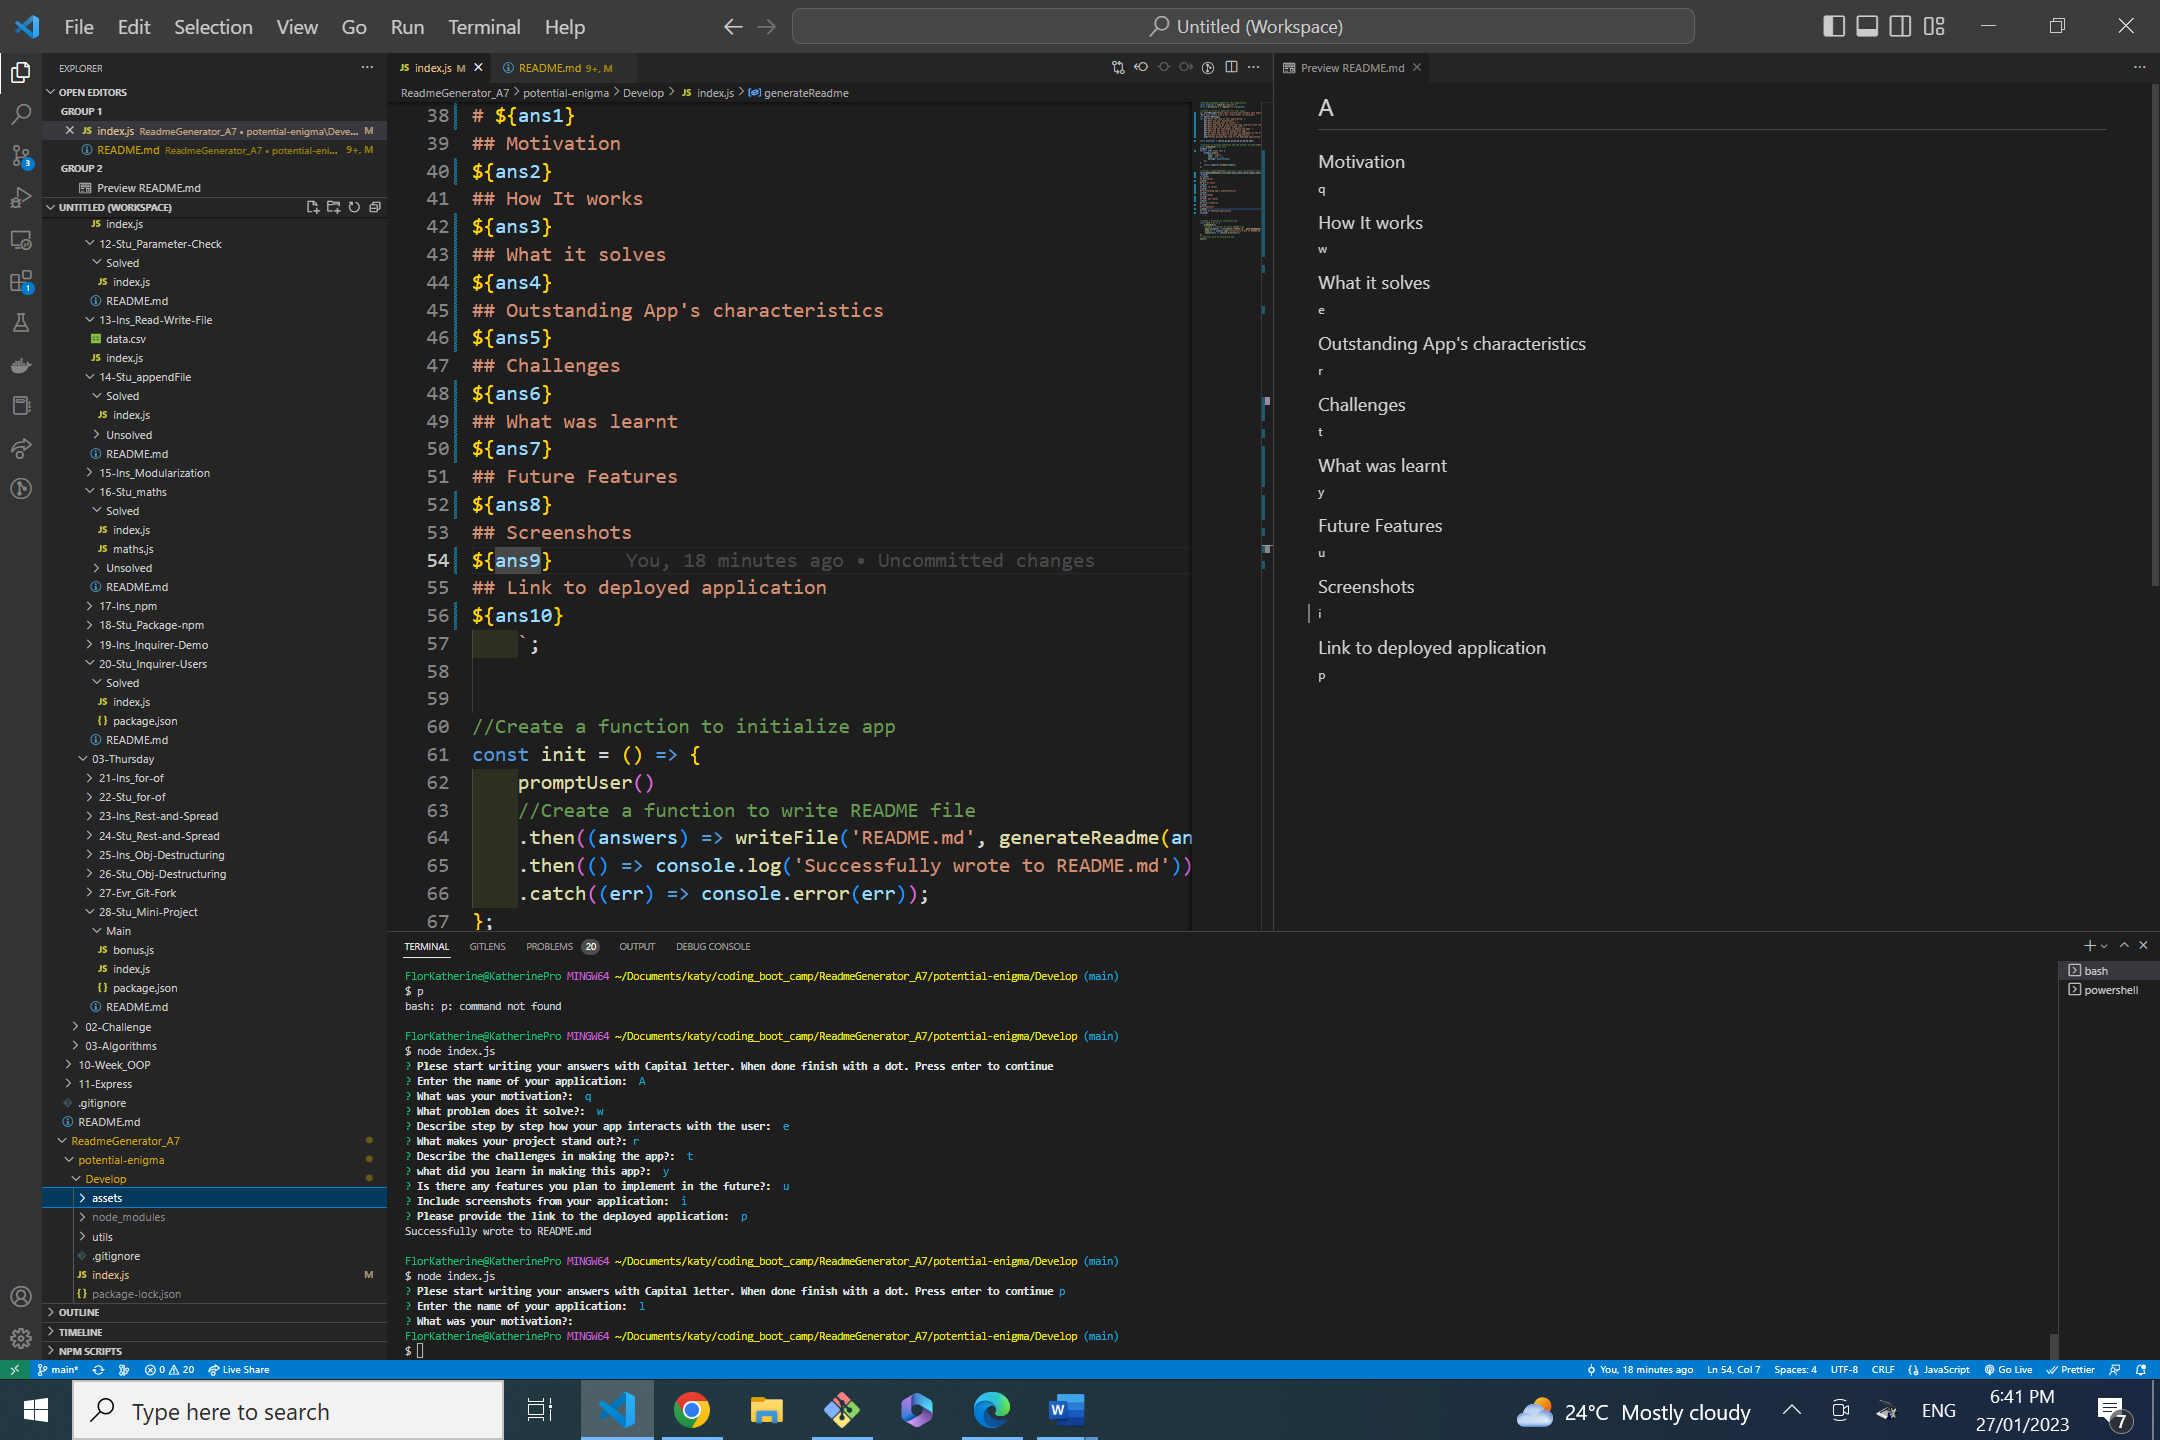 File Edit Selection View Go Run Terminal Help
Untitled (Workspace)
EXPLORER
OPEN EDITORS
GROUP 1
index.js ReadmeGenerator_A7 • potential-enigma\Deve... M
README.md ReadmeGenerator_A7 • potential-eni... 9+, M
GROUP 2
Preview README.md
UNTITLED (WORKSPACE)
index.js
12-Stu_Parameter-Check
Solved
index.js
README.md
13-Ins_Read-Write-File
data.csv
index.js
14-Stu_appendFile
Solved
index.js
Unsolved
README.md
15-Ins_Modularization
16-Stu_maths
Solved
index.js
maths.js
Unsolved
README.md
17-Ins_npm
18-Stu_Package-npm
19-Ins_Inquirer-Demo
20-Stu_Inquirer-Users
Solved
index.js
package.json
README.md
03-Thursday
21-Ins_for-of
22-Stu_for-of
23-Ins_Rest-and-Spread
24-Stu_Rest-and-Spread
25-Ins_Obj-Destructuring
26-Stu_Obj-Destructuring
27-Evr_Git-Fork
28-Stu_Mini-Project
Main
bonus.js
index.js
package.json
README.md
02-Challenge
03-Algorithms
10-Week_OOP
11-Express
.gitignore
README.md
ReadmeGenerator_A7
potential-enigma
Develop
assets
node_modules
utils
.gitignore
index.js M
package-lock.json
OUTLINE
TIMELINE
NPM SCRIPTS
JS index.js M
README.md 9+, M
ReadmeGenerator_A7 > potential-enigma > Develop > JS index.js > generateReadme
38 # ${ans1}
39 ## Motivation
40 ${ans2}
41 ## How It works
42 ${ans3}
43 ## What it solves
44 ${ans4}
45 ## Outstanding App's characteristics
46 ${ans5}
47 ## Challenges
48 ${ans6}
49 ## What was learnt
50 ${ans7}
51 ## Future Features
52 ${ans8}
53 ## Screenshots
54 ${ans9} You, 18 minutes ago • Uncommitted changes
55 ## Link to deployed application
56 ${ans10}
57 `;
58
59
60 //Create a function to initialize app
61 const init = () => {
62 promptUser()
63 //Create a function to write README file
64 .then((answers) => writeFile('README.md', generateReadme(an
65 .then(() => console.log('Successfully wrote to README.md'))
66 .catch((err) => console.error(err));
67 };
Preview README.md
A
Motivation
q
How It works
w
What it solves
e
Outstanding App's characteristics
r
Challenges
t
What was learnt
y
Future Features
u
Screenshots
i
Link to deployed application
p
TERMINAL GITLENS PROBLEMS 20 OUTPUT DEBUG CONSOLE
bash
powershell
FlorKatherine@KatherinePro MINGW64 ~/Documents/katy/coding_boot_camp/ReadmeGenerator_A7/potential-enigma/Develop (main)
$ p
bash: p: command not found
FlorKatherine@KatherinePro MINGW64 ~/Documents/katy/coding_boot_camp/ReadmeGenerator_A7/potential-enigma/Develop (main)
$ node index.js
? Plese start writing your answers with Capital letter. When done finish with a dot. Press enter to continue
? Enter the name of your application: A
? What was your motivation?: q
? What problem does it solve?: w
? Describe step by step how your app interacts with the user: e
? What makes your project stand out?: r
? Describe the challenges in making the app?: t
? what did you learn in making this app?: y
? Is there any features you plan to implement in the future?: u
? Include screenshots from your application: i
? Please provide the link to the deployed application: p
Successfully wrote to README.md
FlorKatherine@KatherinePro MINGW64 ~/Documents/katy/coding_boot_camp/ReadmeGenerator_A7/potential-enigma/Develop (main)
$ node index.js
? Plese start writing your answers with Capital letter. When done finish with a dot. Press enter to continue p
? Enter the name of your application: l
? What was your motivation?:
FlorKatherine@KatherinePro MINGW64 ~/Documents/katy/coding_boot_camp/ReadmeGenerator_A7/potential-enigma/Develop (main)
$
main* 0 20 Live Share
You, 18 minutes ago Ln 54, Col 7 Spaces: 4 UTF-8 CRLF JavaScript Go Live Prettier
Type here to search
24°C Mostly cloudy
ENG
6:41 PM
27/01/2023
7